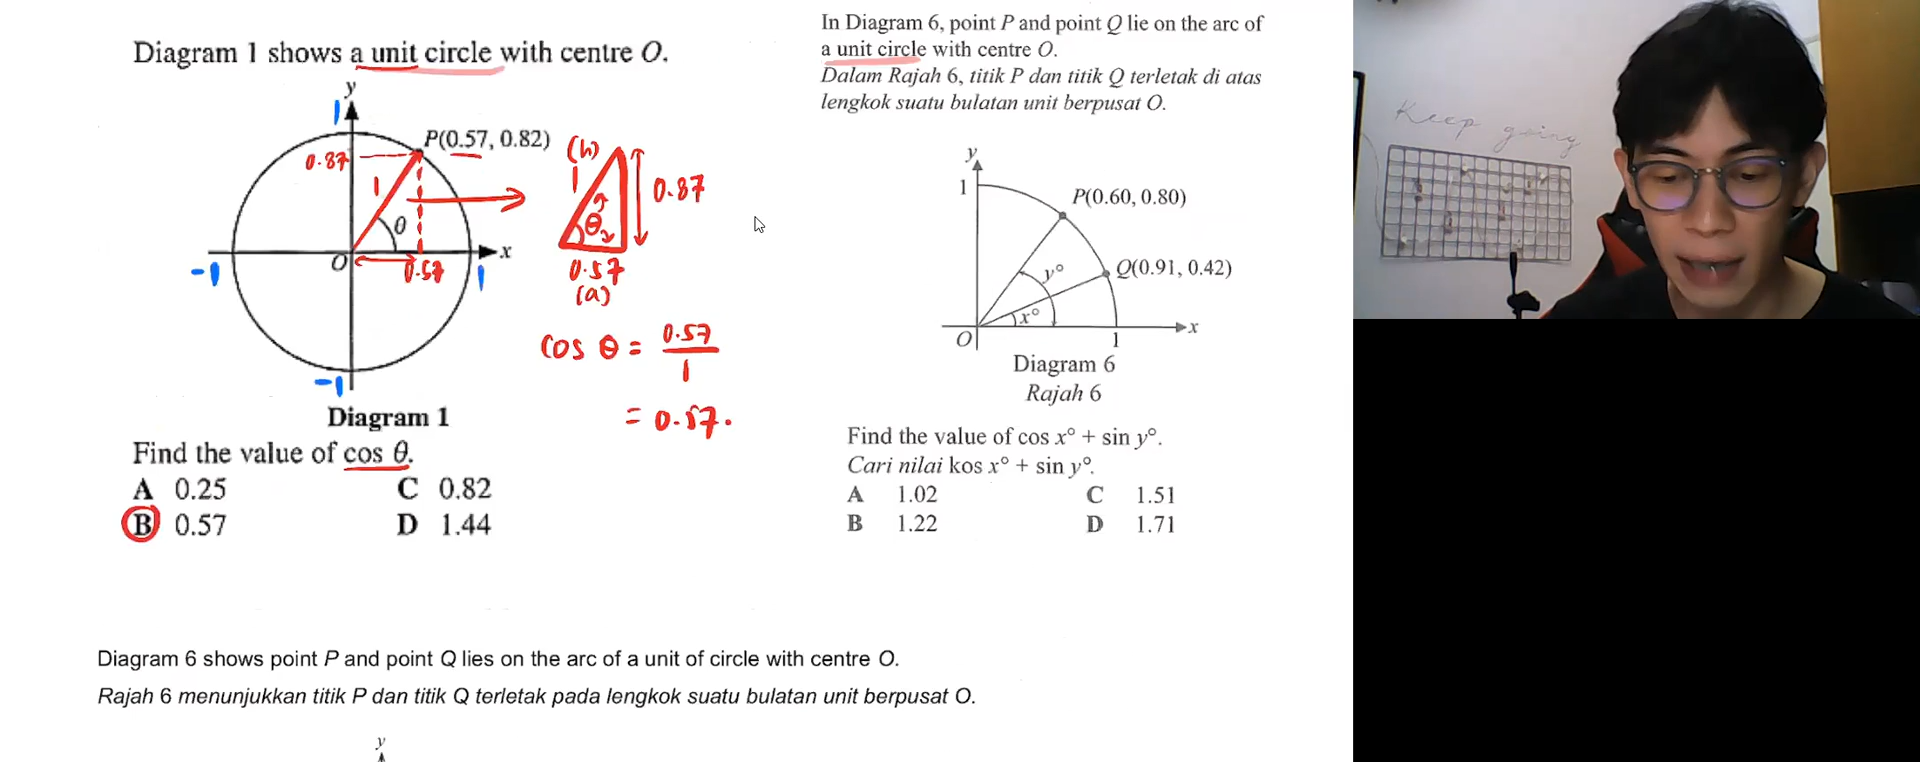 Diagram 1 shows a unit circle with centre O.
y
1
P(0.57, 0.82)
0.87
1
θ
O
0.57
x
-1
1
-1
Diagram 1
(h)
1
θ
0.87
0.57
(a)
cos θ = 0.57
1
= 0.57.
Find the value of cos θ.
A 0.25
C 0.82
B 0.57
D 1.44
In Diagram 6, point P and point Q lie on the arc of
a unit circle with centre O.
Dalam Rajah 6, titik P dan titik Q terletak di atas
lengkok suatu bulatan unit berpusat O.
y
1
P(0.60, 0.80)
Q(0.91, 0.42)
y°
x°
O
1
x
Diagram 6
Rajah 6
Find the value of cos x° + sin y°.
Cari nilai kos x° + sin y°.
A 1.02
C 1.51
B 1.22
D 1.71
Keep going
Diagram 6 shows point P and point Q lies on the arc of a unit of circle with centre O.
Rajah 6 menunjukkan titik P dan titik Q terletak pada lengkok suatu bulatan unit berpusat O.
y